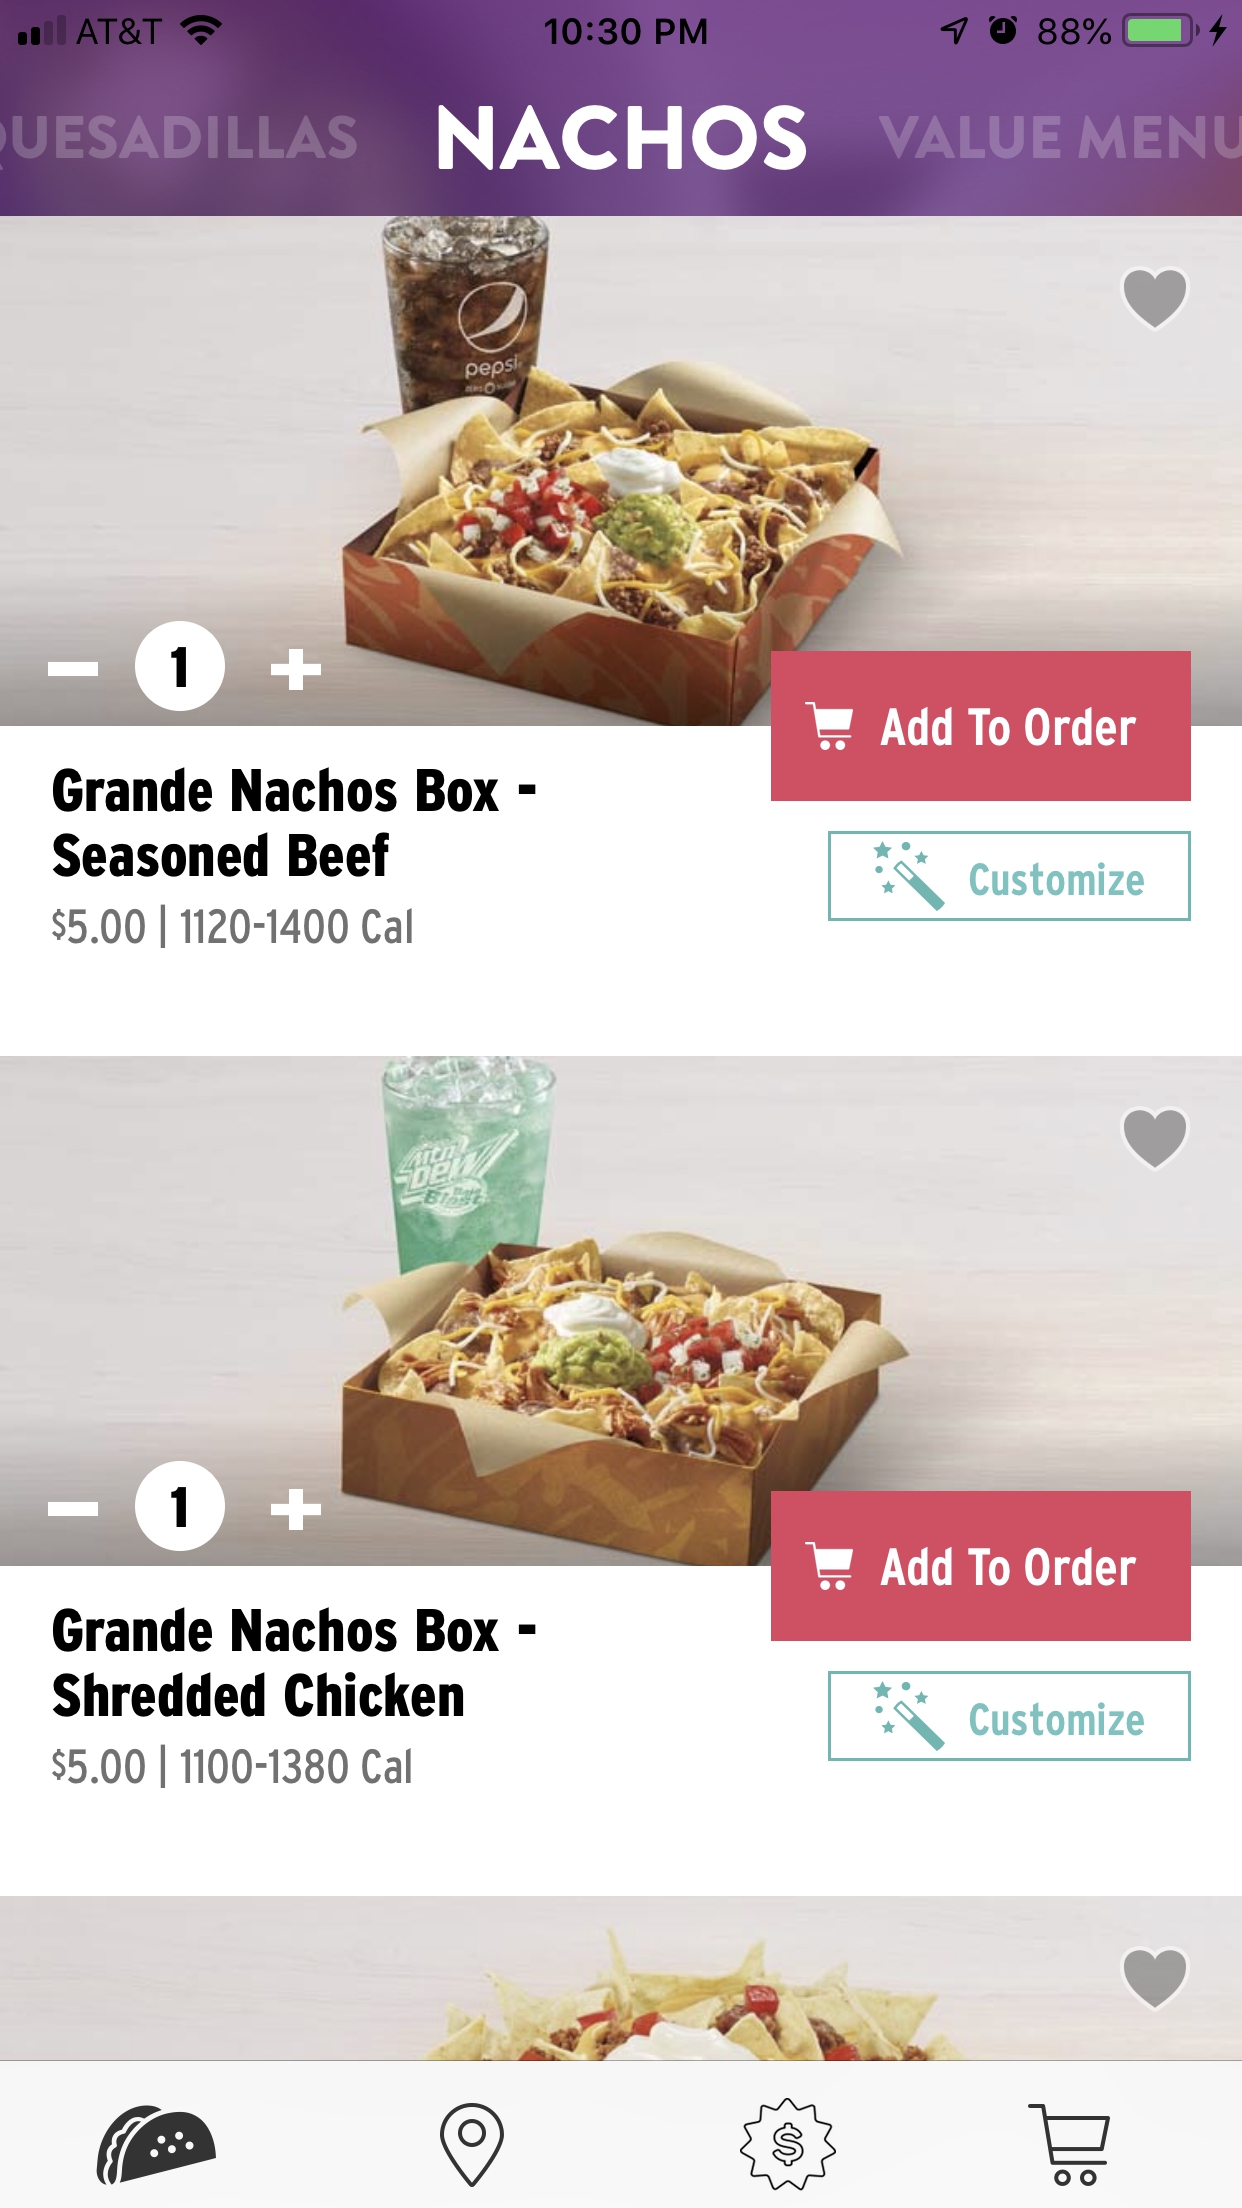 AT&T 10:30 PM 88%
QUESADILLAS NACHOS VALUE MENU
pepsi
1
Add To Order
Grande Nachos Box -
Seasoned Beef
Customize
$5.00 | 1120-1400 Cal
Mtn
Dew
Baja
Blast
1
Add To Order
Grande Nachos Box -
Shredded Chicken
Customize
$5.00 | 1100-1380 Cal
$